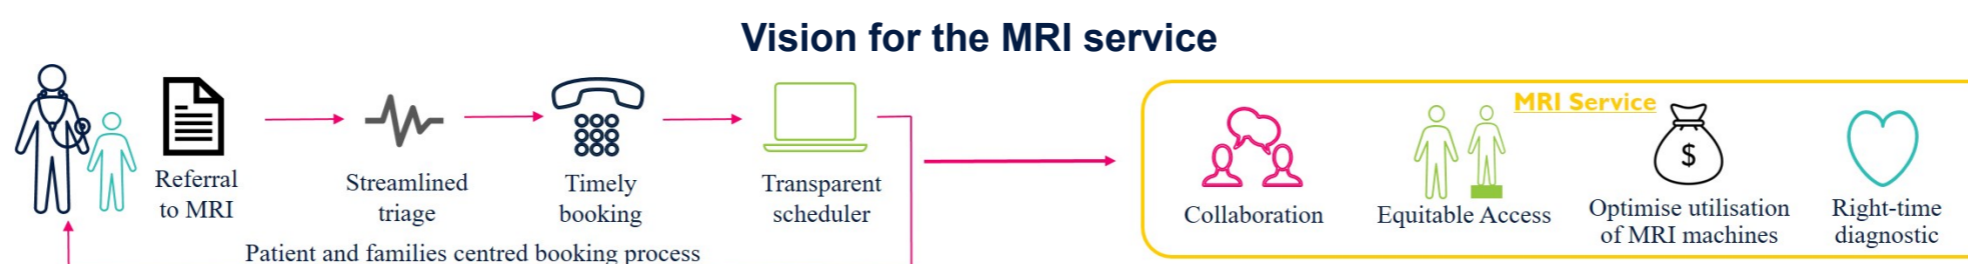 Vision for the MRI service
Referral
to MRI
Streamlined
triage
Timely
booking
Transparent
scheduler
Patient and families centred booking process
MRI Service
Collaboration
Equitable Access
$
Optimise utilisation
of MRI machines
Right-time
diagnostic